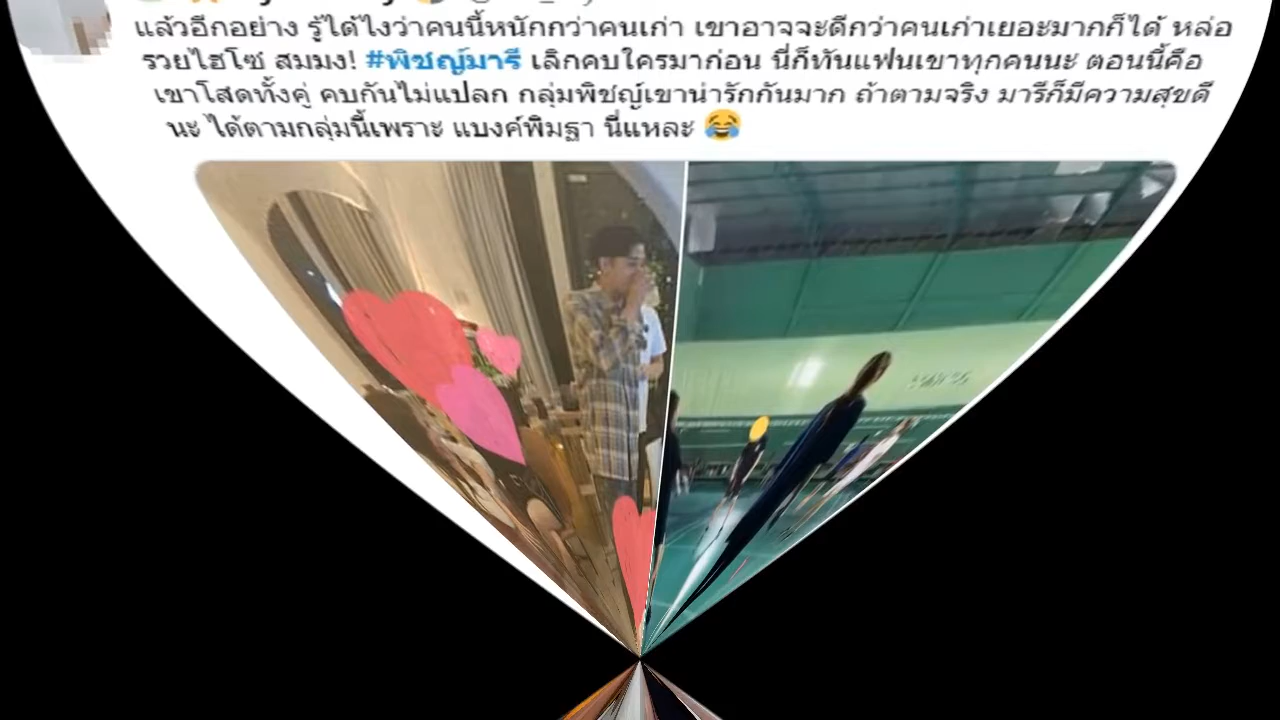 แล้วอีกอย่าง รู้ได้ไงว่าคนนี้หนักกว่าคนเก่า เขาอาจจะดีกว่าคนเก่าเยอะมากก็ได้ หล่อ
รวยไฮโซ สมมง! #พิชญ์มารี เลิกคบใครมาก่อน นี่ก็ทันแฟนเขาทุกคนนะ ตอนนี้คือ
เขาโสดทั้งคู่ คบกันไม่แปลก กลุ่มพิชญ์เขาน่ารักกันมาก ถ้าตามจริง มารีก็มีความสุขดี
นะ ได้ตามกลุ่มนี้เพราะ แบงค์พิมฐา นี่แหละ 😂